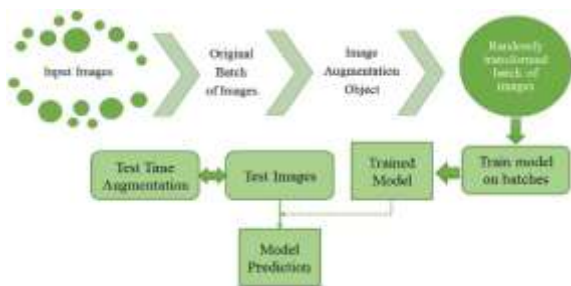 Input Images
Original
Batch
of Images
Image
Augmentation
Object
Randomly
transformed
batch of
images
Test Time
Augmentation
Test Images
Trained
Model
Train model
on batches
Model
Prediction